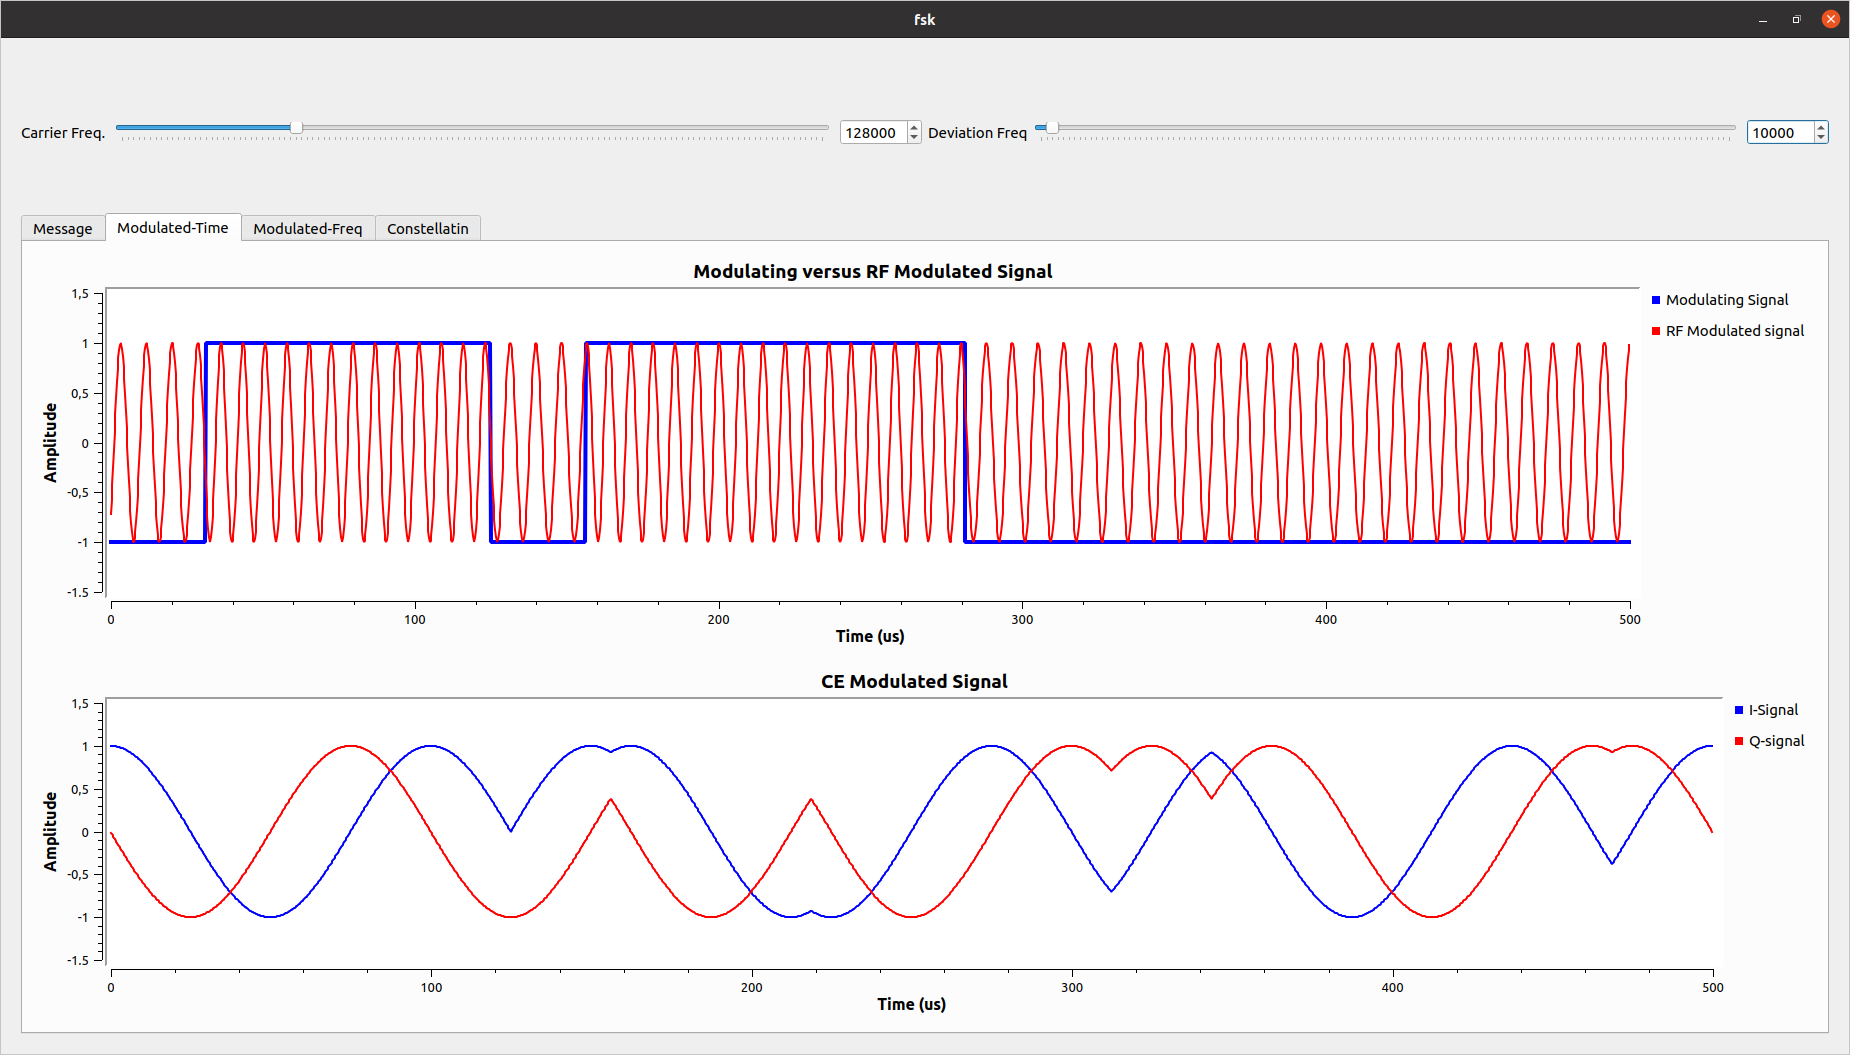 fsk
Carrier Freq. 128000 Deviation Freq 10000
Message Modulated-Time Modulated-Freq Constellatin
Modulating versus RF Modulated Signal
1,5
1
0,5
0
-0,5
-1
-1.5
Amplitude
0 100 200 300 400 500
Time (us)
Modulating Signal
RF Modulated signal
CE Modulated Signal
1,5
1
0,5
0
-0,5
-1
-1.5
Amplitude
0 100 200 300 400 500
Time (us)
I-Signal
Q-signal